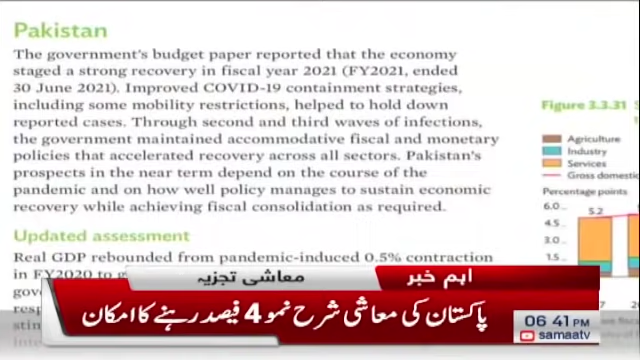 Pakistan
The government's budget paper reported that the economy
staged a strong recovery in fiscal year 2021 (FY2021, ended
30 June 2021). Improved COVID-19 containment strategies,
including some mobility restrictions, helped to hold down
reported cases. Through second and third waves of infections,
the government maintained accommodative fiscal and monetary
policies that accelerated recovery across all sectors. Pakistan's
prospects in the near term depend on the course of the
pandemic and on how well policy manages to sustain economic
recovery while achieving fiscal consolidation as required.
Updated assessment
Real GDP rebounded from pandemic-induced 0.5% contraction
in FY2020 to
Figure 3.3.31
Agriculture
Industry
Services
Gross domestic
Percentage points
6.0
4.5
3.0
1.5
5.2
اہم خبر
معاشی تجزیہ
پاکستان کی معاشی شرح نمو 4 فیصد رہنے کا امکان
06:41 PM
samaatv